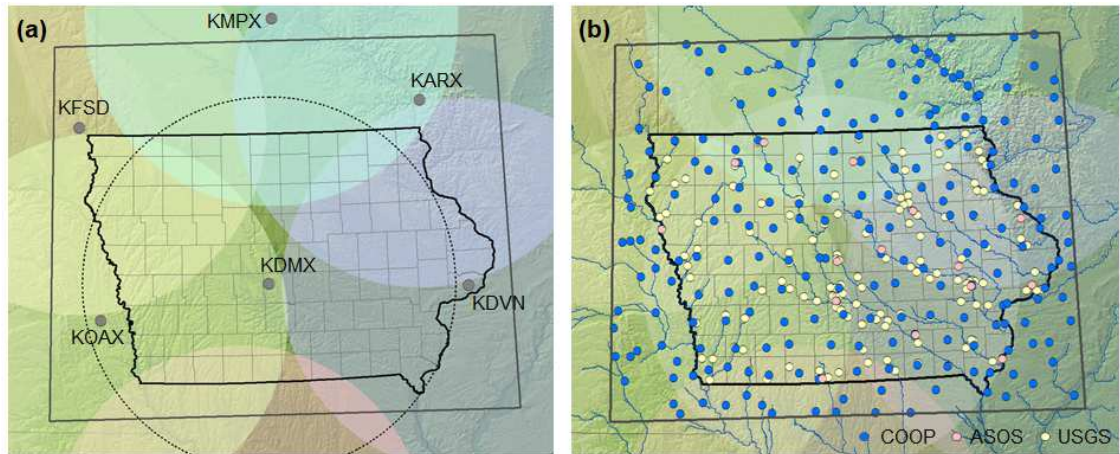 (a)
KMPX
KARX
KFSD
KDMX
KDVN
KOAX
(b)
COOP ASOS USGS